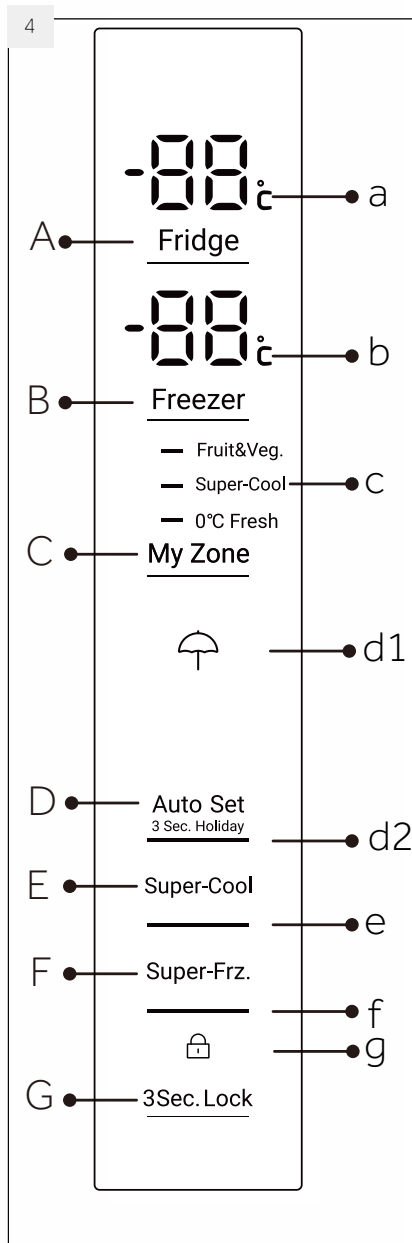 4
-88°c
a
A
Fridge
-88°c
b
B
Freezer
Fruit&Veg.
Super-Cool
c
0°C Fresh
C
My Zone
d1
D
Auto Set
3 Sec. Holiday
d2
E
Super-Cool
e
F
Super-Frz.
f
g
G
3Sec. Lock